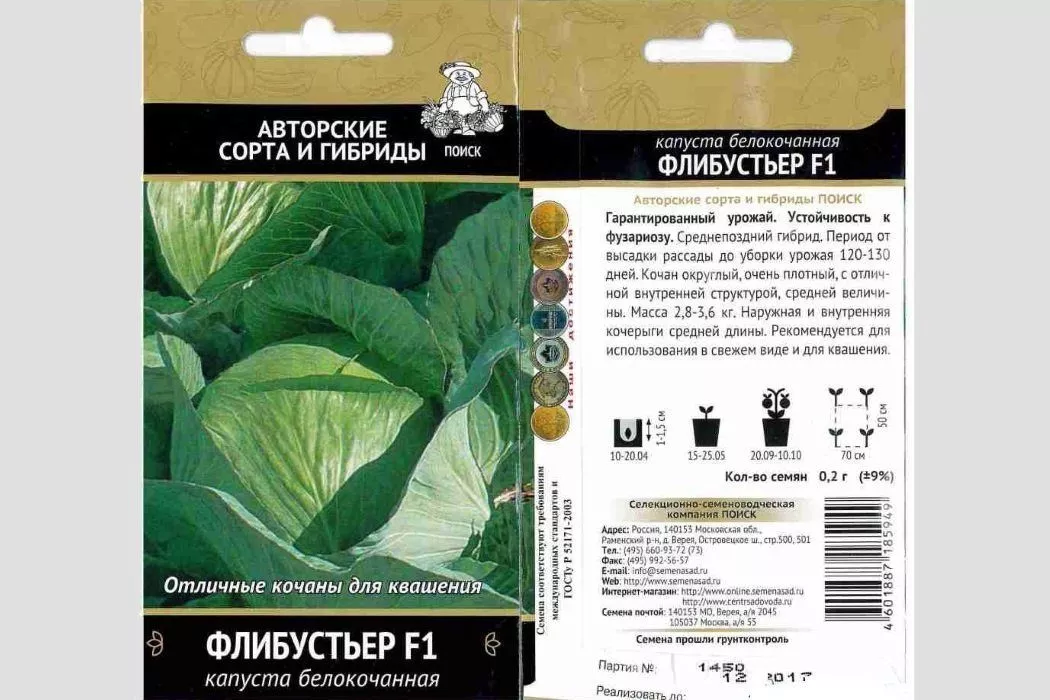 АВТОРСКИЕ
СОРТА И ГИБРИДЫ
ПОИСК
Отличные кочаны для квашения
ФЛИБУСТЬЕР F1
капуста белокочанная
капуста белокочанная
ФЛИБУСТЬЕР F1
Авторские сорта и гибриды ПОИСК
Гарантированный урожай. Устойчивость к
фузариозу. Среднепоздний гибрид. Период от
высадки рассады до уборки урожая 120-130
дней. Кочан округлый, очень плотный, с отлич-
ной внутренней структурой, средней величи-
ны. Масса 2,8-3,6 кг. Наружная и внутренняя
кочерыги средней длины. Рекомендуется для
использования в свежем виде и для квашения.
наши достижения
1-1,5 см
50 см
10-20.04
15-25.05
20.09-10.10
70 см
Кол-во семян 0,2 г (±9%)
Семена соответствуют требованиям
международных стандартов и
ГОСТу Р 52171-2003
Селекционно-семеноводческая
компания ПОИСК
Адрес: Россия, 140153 Московская обл.,
Раменский р-н, д. Верея, Островецкое ш., стр.500, 501
Тел.: (495) 660-93-72 (73)
Факс: (495) 992-56-57
E-mail: info@semenasad.ru
Web: http://www.semenasad.ru
Интернет-магазин: http://www.online.semenasad.ru
http://www.centrsadovoda.ru
Семена почтой: 140153 МО, Верея, а/я 2045
105037 Москва, а/я 55
Семена прошли грунтконтроль
4 601887 185949
Партия №: 1450
12 2017
Реализовать до: